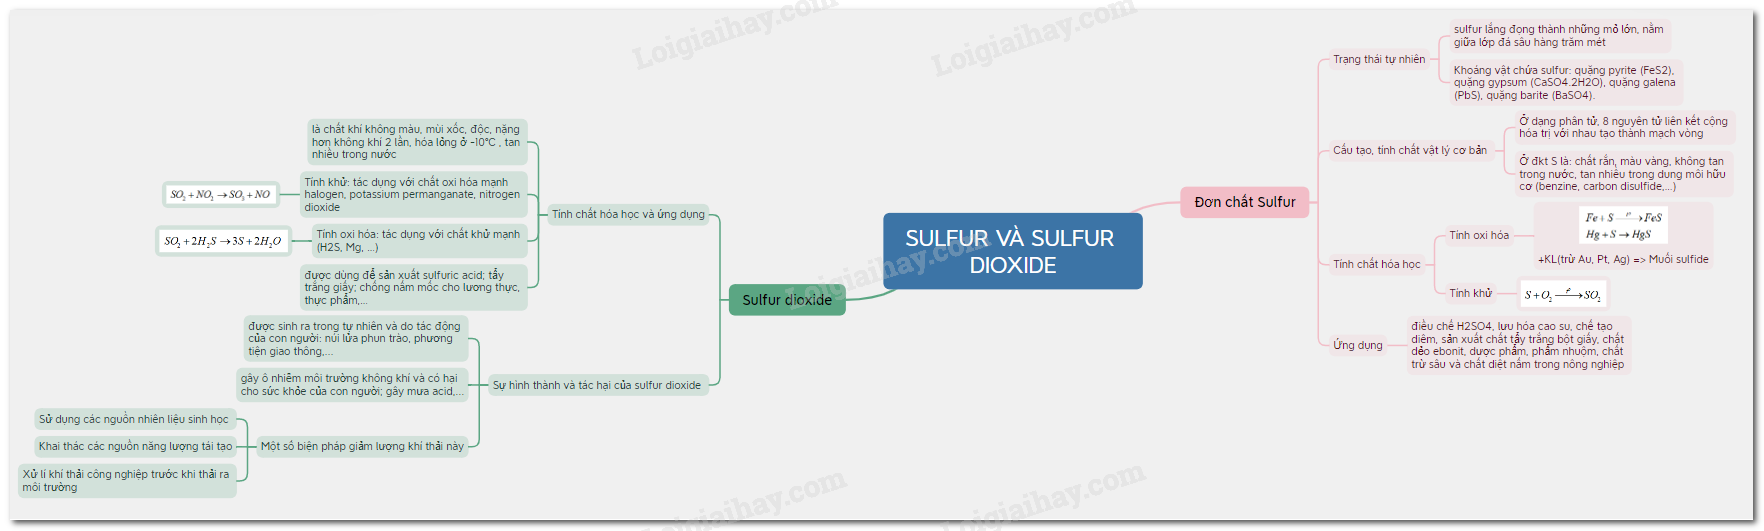 SULFUR VÀ SULFUR
DIOXIDE
Đơn chất Sulfur
Trạng thái tự nhiên
sulfur lắng đọng thành những mỏ lớn, nằm
giữa lớp đá sâu hàng trăm mét
Khoáng vật chứa sulfur: quặng pyrite (FeS2),
quặng gypsum (CaSO4.2H2O), quặng galena
(PbS), quặng barite (BaSO4).
Cấu tạo, tính chất vật lý cơ bản
Ở dạng phân tử, 8 nguyên tử liên kết cộng
hóa trị với nhau tạo thành mạch vòng
Ở đkt S là: chất rắn, màu vàng, không tan
trong nước, tan nhiều trong dung môi hữu
cơ (benzine, carbon disulfide,...)
Tính chất hóa học
Tính oxi hóa
Fe + S —t°→ FeS
Hg + S → HgS
+KL(trừ Au, Pt, Ag) => Muối sulfide
Tính khử
S + O₂ —t°→ SO₂
Ứng dụng
điều chế H2SO4, lưu hóa cao su, chế tạo
diêm, sản xuất chất tẩy trắng bột giấy, chất
dẻo ebonit, dược phẩm, phẩm nhuộm, chất
trừ sâu và chất diệt nấm trong nông nghiệp
Sulfur dioxide
Tính chất hóa học và ứng dụng
là chất khí không màu, mùi xốc, độc, nặng
hơn không khí 2 lần, hóa lỏng ở -10°C , tan
nhiều trong nước
Tính khử: tác dụng với chất oxi hóa mạnh
halogen, potassium permanganate, nitrogen
dioxide
SO₂ + NO₂ → SO₃ + NO
Tính oxi hóa: tác dụng với chất khử mạnh
(H2S, Mg, ...)
SO₂ + 2H₂S → 3S + 2H₂O
được dùng để sản xuất sulfuric acid; tẩy
trắng giấy; chống nấm mốc cho lương thực,
thực phẩm,...
Sự hình thành và tác hại của sulfur dioxide
được sinh ra trong tự nhiên và do tác động
của con người: núi lửa phun trào, phương
tiện giao thông,...
gây ô nhiễm môi trường không khí và có hại
cho sức khỏe của con người; gây mưa acid,...
Một số biện pháp giảm lượng khí thải này
Sử dụng các nguồn nhiên liệu sinh học
Khai thác các nguồn năng lượng tái tạo
Xử lí khí thải công nghiệp trước khi thải ra
môi trường
Loigiaihay.com
Loigiaihay.com
Loigiaihay.com
Loigiaihay.com
Loigiaihay.com